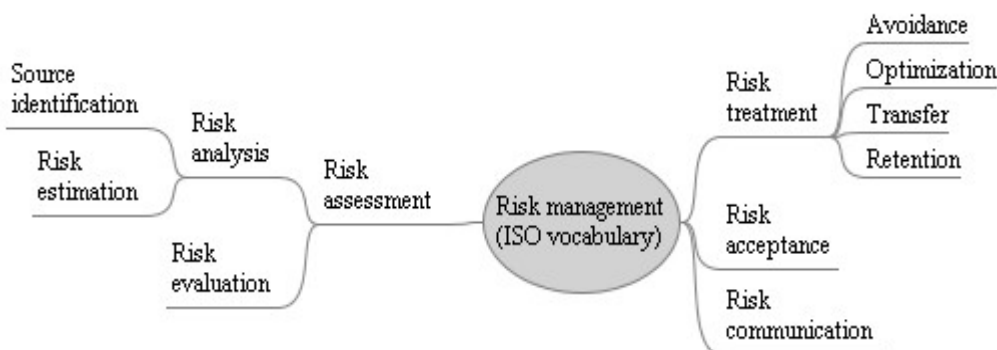 Source
identification
Risk
estimation
Risk
analysis
Risk
evaluation
Risk
assessment
Risk management
(ISO vocabulary)
Risk
treatment
Avoidance
Optimization
Transfer
Retention
Risk
acceptance
Risk
communication